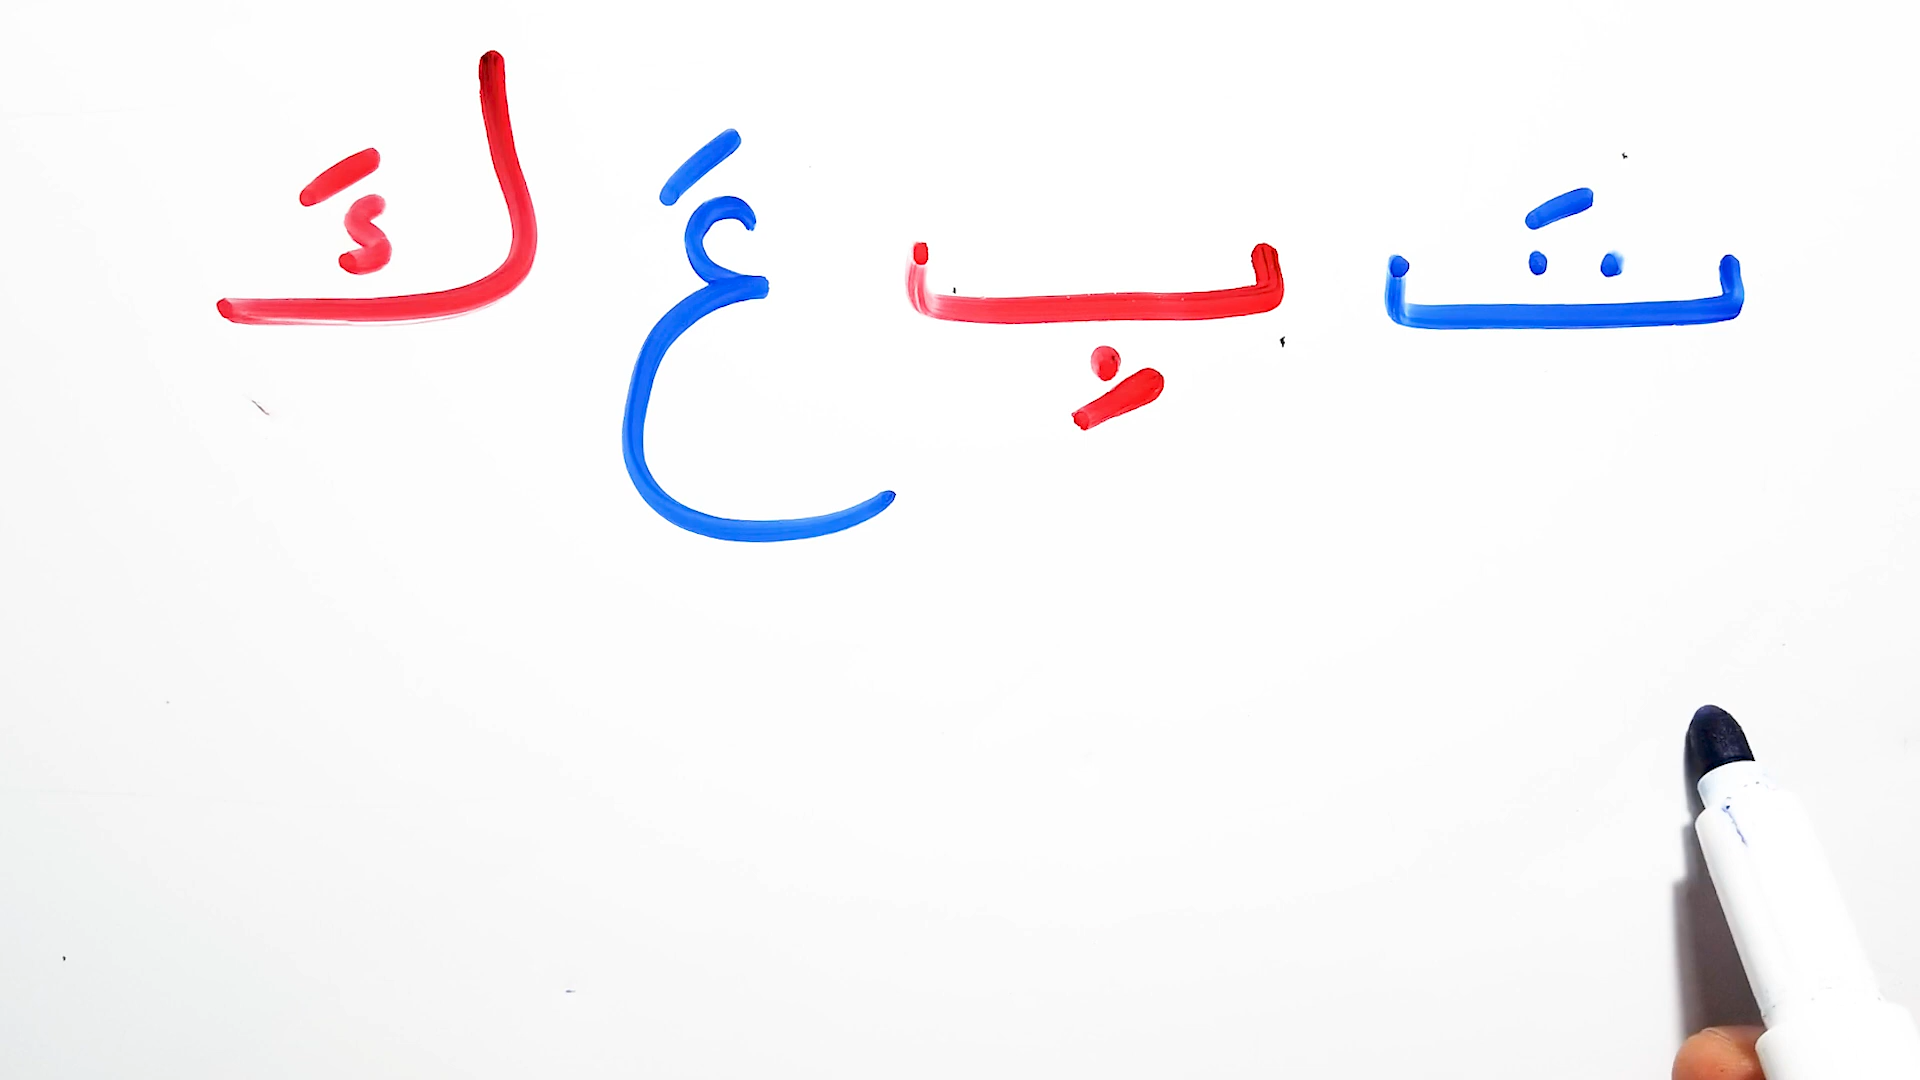 تَ بِ عَ كَ